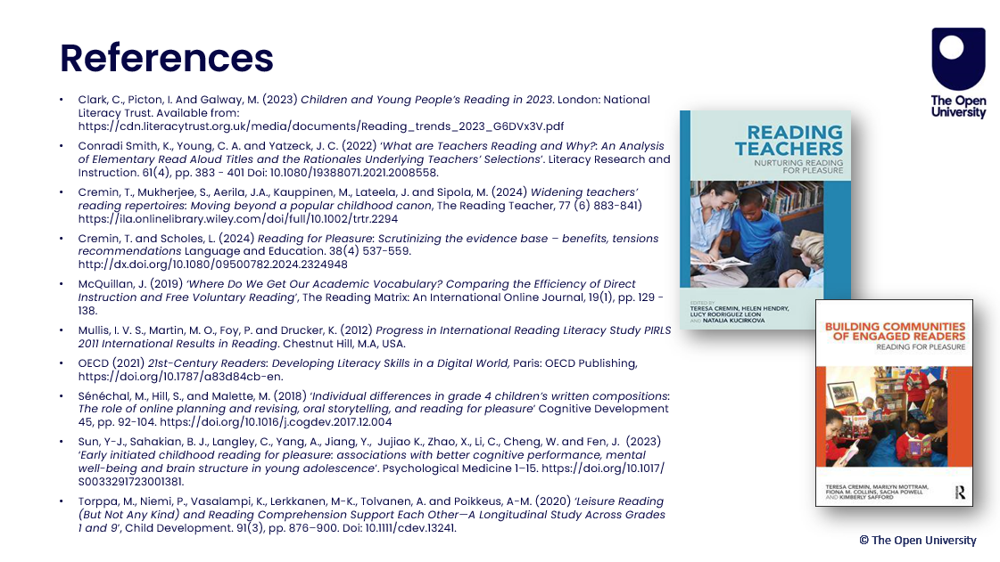 References
• Clark, C., Picton, I. And Galway, M. (2023) Children and Young People’s Reading in 2023. London: National
Literacy Trust. Available from:
https://cdn.literacytrust.org.uk/media/documents/Reading_trends_2023_G6DVx3V.pdf
• Conradi Smith, K., Young, C. A. and Yatzeck, J. C. (2022) ‘What are Teachers Reading and Why?: An Analysis
of Elementary Read Aloud Titles and the Rationales Underlying Teachers’ Selections’. Literacy Research and
Instruction. 61(4), pp. 383 - 401 Doi: 10.1080/19388071.2021.2008558.
• Cremin, T., Mukherjee, S., Aerila, J.A., Kauppinen, M., Lateela, J. and Sipola, M. (2024) Widening teachers’
reading repertoires: Moving beyond a popular childhood canon, The Reading Teacher, 77 (6) 883-841)
https://ila.onlinelibrary.wiley.com/doi/full/10.1002/trtr.2294
• Cremin, T. and Scholes, L. (2024) Reading for Pleasure: Scrutinizing the evidence base – benefits, tensions
recommendations Language and Education. 38(4) 537-559.
http://dx.doi.org/10.1080/09500782.2024.2324948
• McQuillan, J. (2019) ‘Where Do We Get Our Academic Vocabulary? Comparing the Efficiency of Direct
Instruction and Free Voluntary Reading’, The Reading Matrix: An International Online Journal, 19(1), pp. 129 -
138.
• Mullis, I. V. S., Martin, M. O., Foy, P. and Drucker, K. (2012) Progress in International Reading Literacy Study PIRLS
2011 International Results in Reading. Chestnut Hill, M.A, USA.
• OECD (2021) 21st-Century Readers: Developing Literacy Skills in a Digital World, Paris: OECD Publishing,
https://doi.org/10.1787/a83d84cb-en.
• Sénéchal, M., Hill, S., and Malette, M. (2018) ‘Individual differences in grade 4 children’s written compositions:
The role of online planning and revising, oral storytelling, and reading for pleasure’ Cognitive Development
45, pp. 92-104. https://doi.org/10.1016/j.cogdev.2017.12.004
• Sun, Y-J., Sahakian, B. J., Langley, C., Yang, A., Jiang, Y.,  Jujiao K., Zhao, X., Li, C., Cheng, W. and Fen, J.  (2023)
‘Early initiated childhood reading for pleasure: associations with better cognitive performance, mental
well-being and brain structure in young adolescence’. Psychological Medicine 1–15. https://doi.org/10.1017/
S0033291723001381.
• Torppa, M., Niemi, P., Vasalampi, K., Lerkkanen, M-K., Tolvanen, A. and Poikkeus, A-M. (2020) ‘Leisure Reading
(But Not Any Kind) and Reading Comprehension Support Each Other—A Longitudinal Study Across Grades
1 and 9’, Child Development. 91(3), pp. 876–900. Doi: 10.1111/cdev.13241.
The Open
University
READING
TEACHERS
NURTURING READING
FOR PLEASURE
EDITED BY
TERESA CREMIN, HELEN HENDRY,
LUCY RODRIGUEZ LEON
AND NATALIA KUCIRKOVA
BUILDING COMMUNITIES
OF ENGAGED READERS
READING FOR PLEASURE
TERESA CREMIN, MARILYN MOTTRAM,
FIONA M. COLLINS, SACHA POWELL
AND KIMBERLY SAFFORD
R
© The Open University